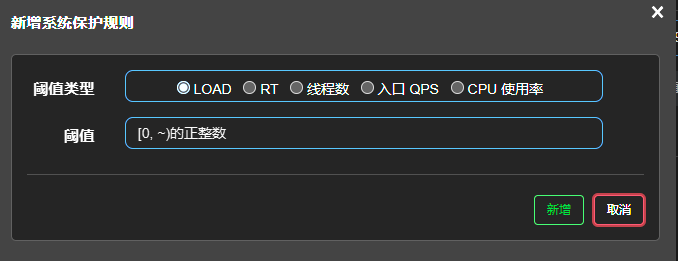 新增系统保护规则
阈值类型 LOAD RT 线程数 入口 QPS CPU 使用率
阈值 [0, ~)的正整数
新增 取消